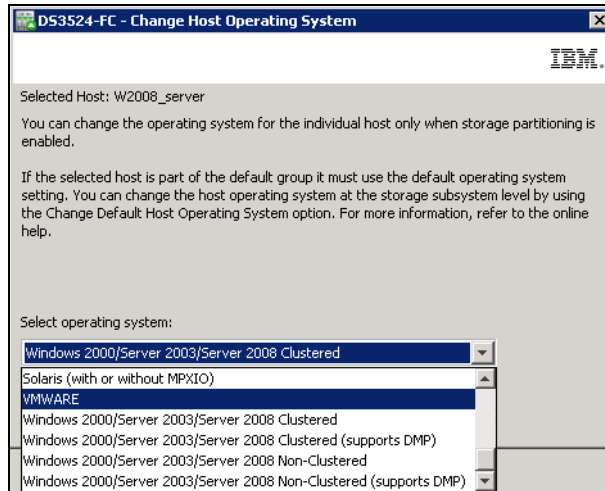 DS3524-FC - Change Host Operating System
IBM.
Selected Host: W2008_server
You can change the operating system for the individual host only when storage partitioning is
enabled.
If the selected host is part of the default group it must use the default operating system
setting. You can change the host operating system at the storage subsystem level by using
the Change Default Host Operating System option. For more information, refer to the online
help.
Select operating system:
Windows 2000/Server 2003/Server 2008 Clustered
Solaris (with or without MPXIO)
VMWARE
Windows 2000/Server 2003/Server 2008 Clustered
Windows 2000/Server 2003/Server 2008 Clustered (supports DMP)
Windows 2000/Server 2003/Server 2008 Non-Clustered
Windows 2000/Server 2003/Server 2008 Non-Clustered (supports DMP)